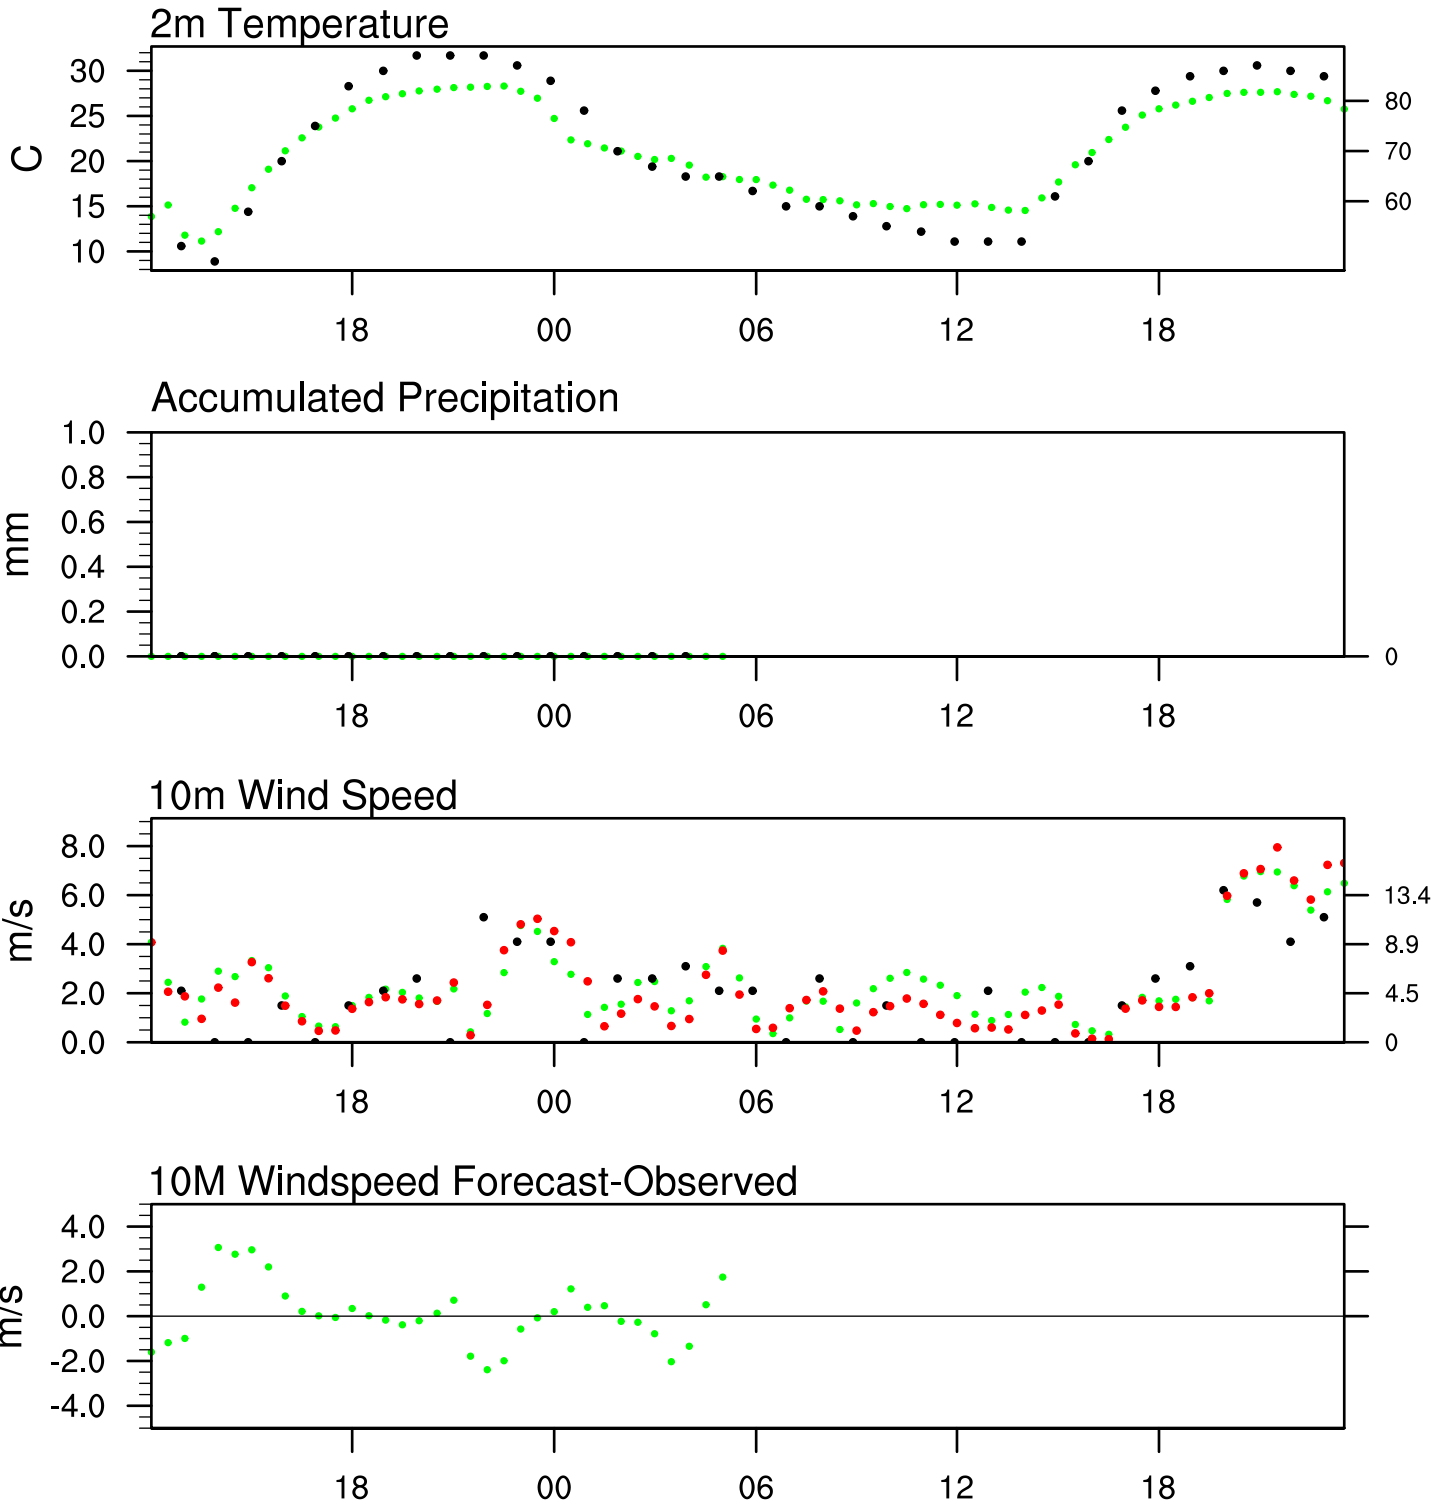 2m Temperature
30
25
20
15
10
C
80
70
60
18 00 06 12 18
Accumulated Precipitation
1.0
0.8
0.6
0.4
0.2
0.0
mm
0
18 00 06 12 18
10m Wind Speed
8.0
6.0
4.0
2.0
0.0
m/s
13.4
8.9
4.5
0
18 00 06 12 18
10M Windspeed Forecast-Observed
4.0
2.0
0.0
-2.0
-4.0
m/s
18 00 06 12 18